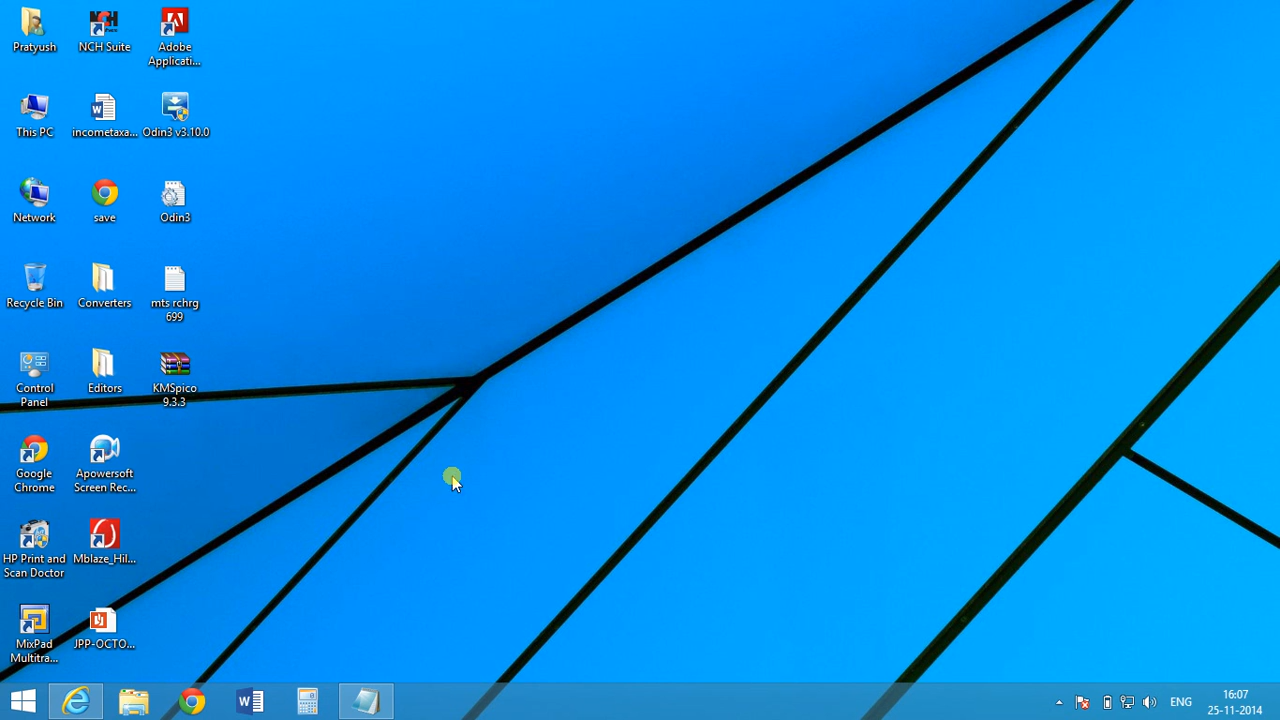 Pratyush
NCH Suite
Adobe
Applicati...
This PC
incometaxa...
Odin3 v3.10.0
Network
save
Odin3
Recycle Bin
Converters
mts rchrg
699
Control
Panel
Editors
KMSpico
9.3.3
Google
Chrome
Apowersoft
Screen Rec...
HP Print and
Scan Doctor
Mblaze_Hil...
MixPad
Multitra...
JPP-OCTO...
ENG
16:07
25-11-2014